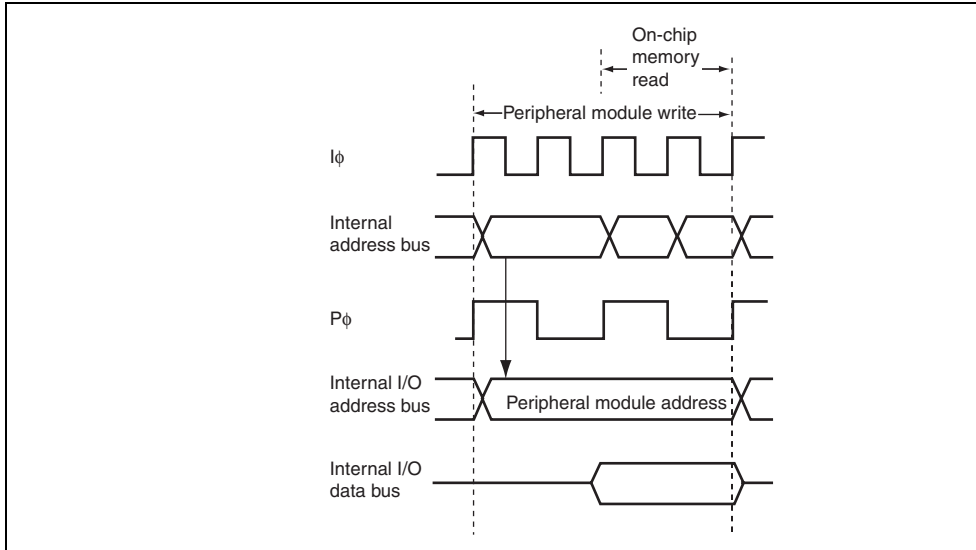 On-chip
memory
read
Peripheral module write
Iϕ
Internal
address bus
Pϕ
Internal I/O
address bus
Peripheral module address
Internal I/O
data bus